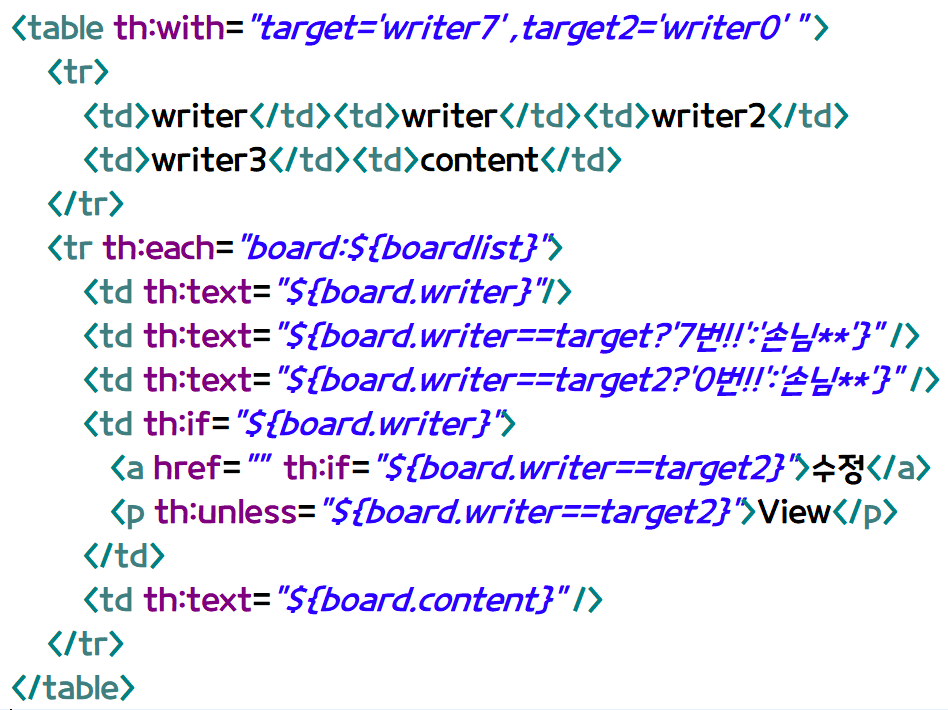 <table th:with="target='writer7' ,target2='writer0' ">
<tr>
<td>writer</td><td>writer</td><td>writer2</td>
<td>writer3</td><td>content</td>
</tr>
<tr th:each="board:${boardlist}">
<td th:text="${board.writer}"/>
<td th:text="${board.writer==target?'7번!!':'손님**'}" />
<td th:text="${board.writer==target2?'0번!!':'손님**'}" />
<td th:if="${board.writer}">
<a href="" th:if="${board.writer==target2}">수정</a>
<p th:unless="${board.writer==target2}">View</p>
</td>
<td th:text="${board.content}" />
</tr>
</table>